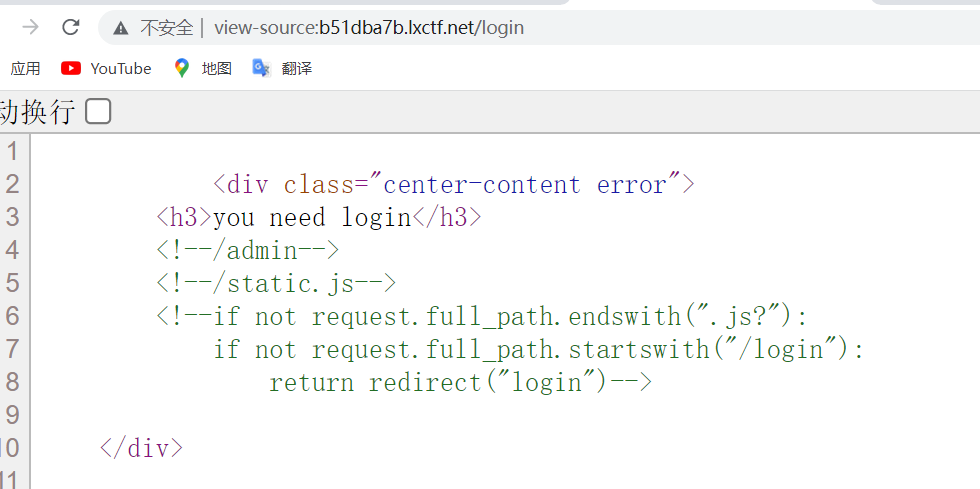 不安全 | view-source:b51dba7b.lxctf.net/login
应用 YouTube 地图 翻译
动换行
1
2 <div class="center-content error">
3 <h3>you need login</h3>
4 <!--/admin-->
5 <!--/static.js-->
6 <!--if not request.full_path.endswith(".js?"):
7 if not request.full_path.startswith("/login"):
8 return redirect("login")-->
9
10 </div>
11